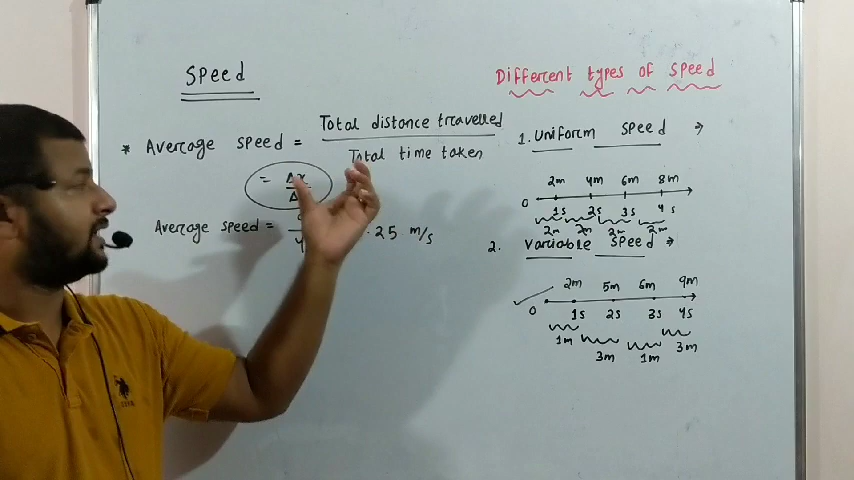 Speed
* Average speed = Total distance travelled / Total time taken
= Δx / Δ
Average speed = / 4 .25 m/s
Different types of speed
1. Uniform speed →
2m 4m 6m 8m
0 1s 2s 3s 4s
2m 2m 2m 2m
2. Variable speed ⇒
2m 5m 6m 9m
0 1s 2s 3s 4s
1m 3m 1m 3m